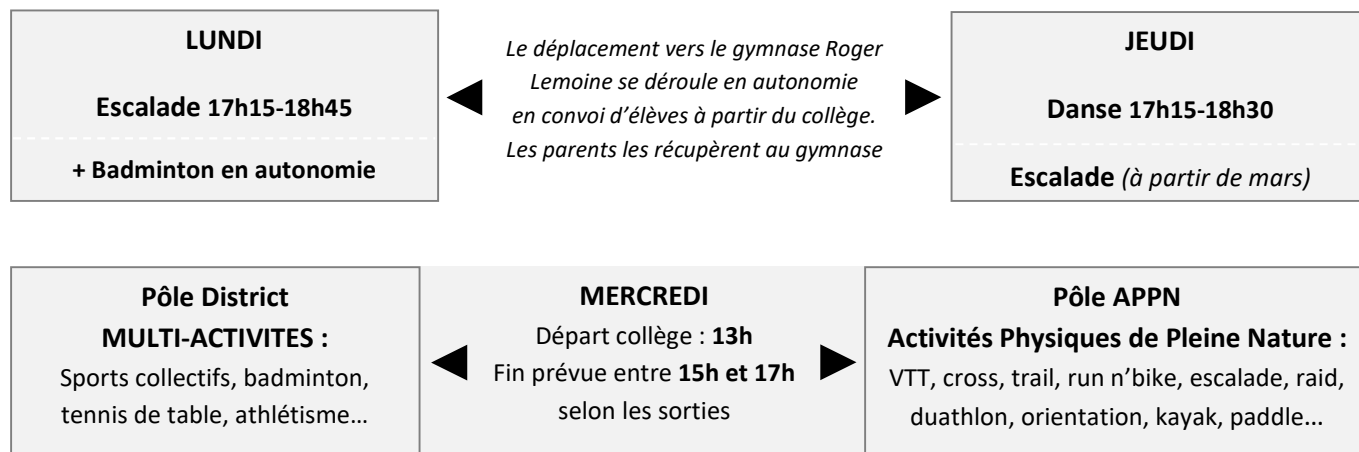 LUNDI
Escalade 17h15-18h45
+ Badminton en autonomie
Le déplacement vers le gymnase Roger
Lemoine se déroule en autonomie
en convoi d’élèves à partir du collège.
Les parents les récupèrent au gymnase
JEUDI
Danse 17h15-18h30
Escalade (à partir de mars)
Pôle District
MULTI-ACTIVITES :
Sports collectifs, badminton,
tennis de table, athlétisme…
MERCREDI
Départ collège : 13h
Fin prévue entre 15h et 17h
selon les sorties
Pôle APPN
Activités Physiques de Pleine Nature :
VTT, cross, trail, run n’bike, escalade, raid,
duathlon, orientation, kayak, paddle...